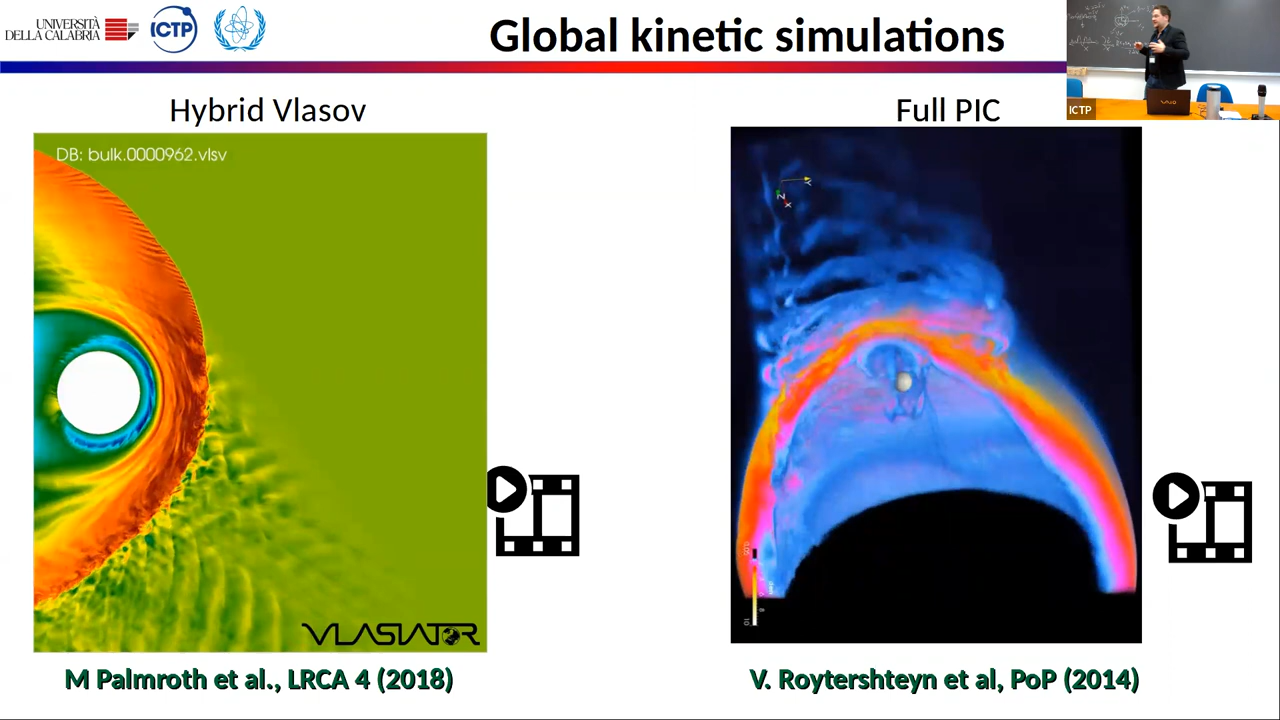 UNIVERSITÀ
DELLA CALABRIA
ICTP
Global kinetic simulations
ICTP
Hybrid Vlasov
Full PIC
DB: bulk.0000962.vlsv
Y
Z
X
VLASIATOR
M Palmroth et al., LRCA 4 (2018)
V. Roytershteyn et al, PoP (2014)